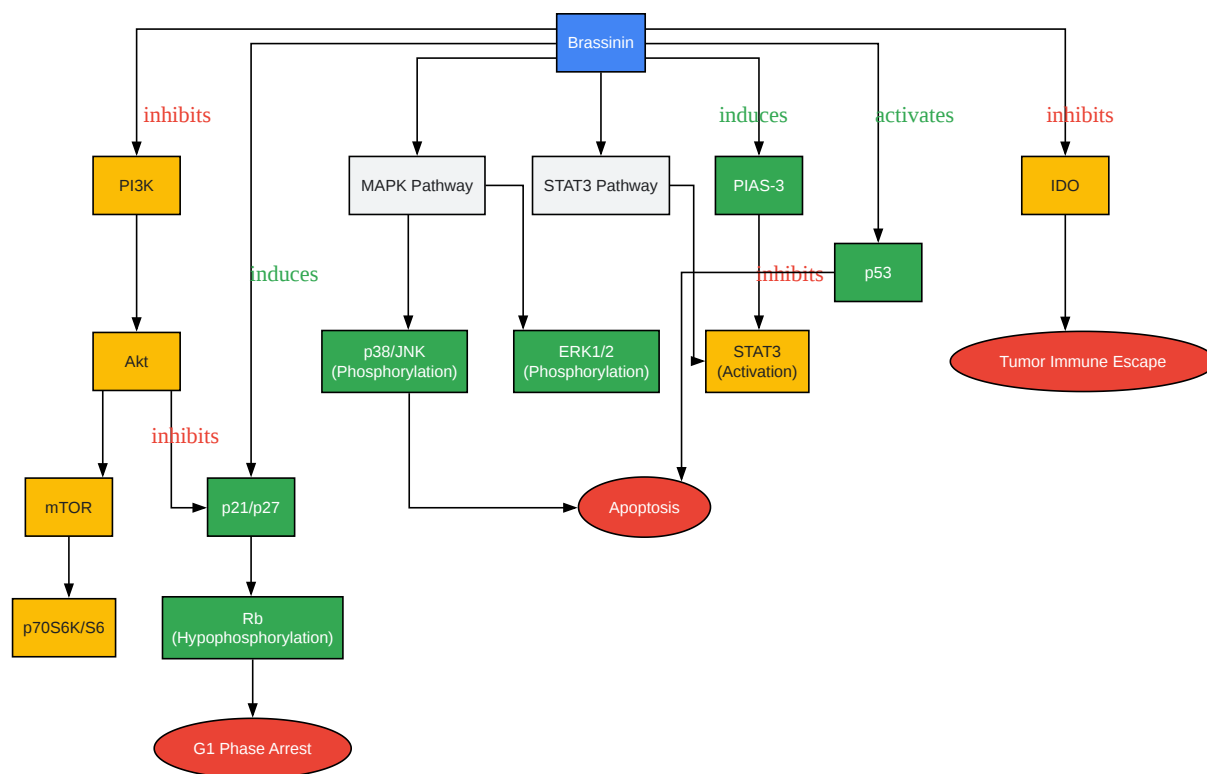 Brassinin
inhibits
induces
activates
inhibits
PI3K
MAPK Pathway
STAT3 Pathway
PIAS-3
IDO
induces
inhibits
p53
Akt
p38/JNK
(Phosphorylation)
ERK1/2
(Phosphorylation)
STAT3
(Activation)
Tumor Immune Escape
inhibits
mTOR
p21/p27
Apoptosis
p70S6K/S6
Rb
(Hypophosphorylation)
G1 Phase Arrest